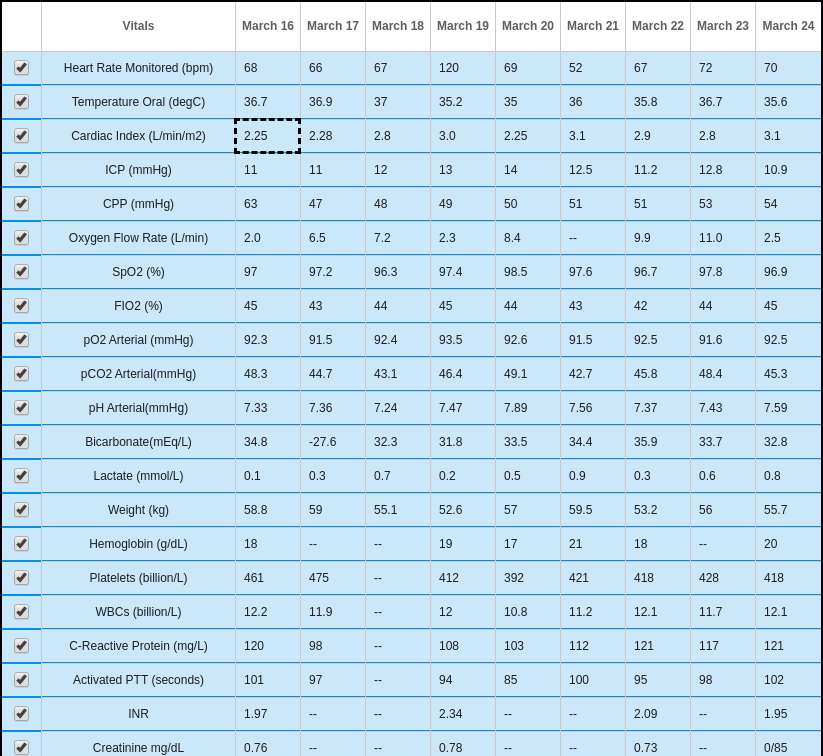 Vitals March 16 March 17 March 18 March 19 March 20 March 21 March 22 March 23 March 24
Heart Rate Monitored (bpm) 68 66 67 120 69 52 67 72 70
Temperature Oral (degC) 36.7 36.9 37 35.2 35 36 35.8 36.7 35.6
Cardiac Index (L/min/m2) 2.25 2.28 2.8 3.0 2.25 3.1 2.9 2.8 3.1
ICP (mmHg) 11 11 12 13 14 12.5 11.2 12.8 10.9
CPP (mmHg) 63 47 48 49 50 51 51 53 54
Oxygen Flow Rate (L/min) 2.0 6.5 7.2 2.3 8.4 -- 9.9 11.0 2.5
SpO2 (%) 97 97.2 96.3 97.4 98.5 97.6 96.7 97.8 96.9
FIO2 (%) 45 43 44 45 44 43 42 44 45
pO2 Arterial (mmHg) 92.3 91.5 92.4 93.5 92.6 91.5 92.5 91.6 92.5
pCO2 Arterial(mmHg) 48.3 44.7 43.1 46.4 49.1 42.7 45.8 48.4 45.3
pH Arterial(mmHg) 7.33 7.36 7.24 7.47 7.89 7.56 7.37 7.43 7.59
Bicarbonate(mEq/L) 34.8 -27.6 32.3 31.8 33.5 34.4 35.9 33.7 32.8
Lactate (mmol/L) 0.1 0.3 0.7 0.2 0.5 0.9 0.3 0.6 0.8
Weight (kg) 58.8 59 55.1 52.6 57 59.5 53.2 56 55.7
Hemoglobin (g/dL) 18 -- -- 19 17 21 18 -- 20
Platelets (billion/L) 461 475 -- 412 392 421 418 428 418
WBCs (billion/L) 12.2 11.9 -- 12 10.8 11.2 12.1 11.7 12.1
C-Reactive Protein (mg/L) 120 98 -- 108 103 112 121 117 121
Activated PTT (seconds) 101 97 -- 94 85 100 95 98 102
INR 1.97 -- -- 2.34 -- -- 2.09 -- 1.95
Creatinine mg/dL 0.76 -- -- 0.78 -- -- 0.73 -- 0/85